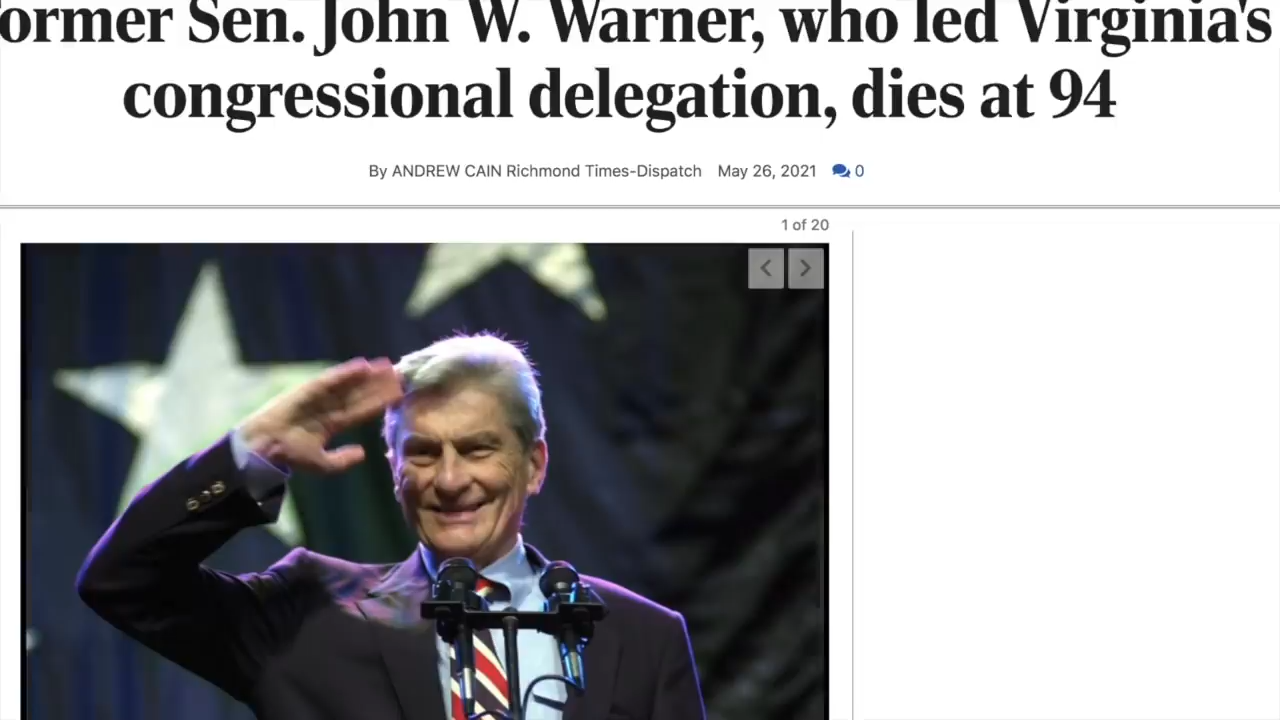 ormer Sen. John W. Warner, who led Virginia's
congressional delegation, dies at 94
By ANDREW CAIN Richmond Times-Dispatch May 26, 2021 0
1 of 20